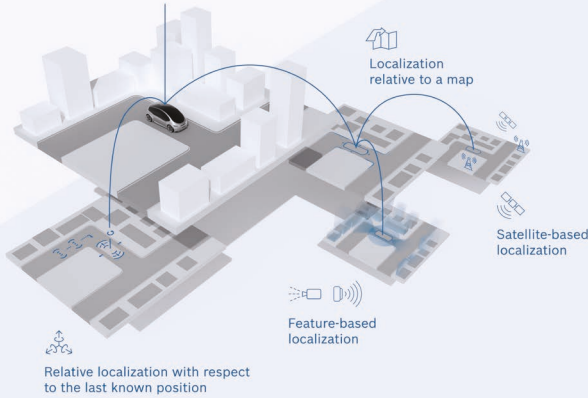 Localization
relative to a map
Satellite-based
localization
Feature-based
localization
Relative localization with respect
to the last known position